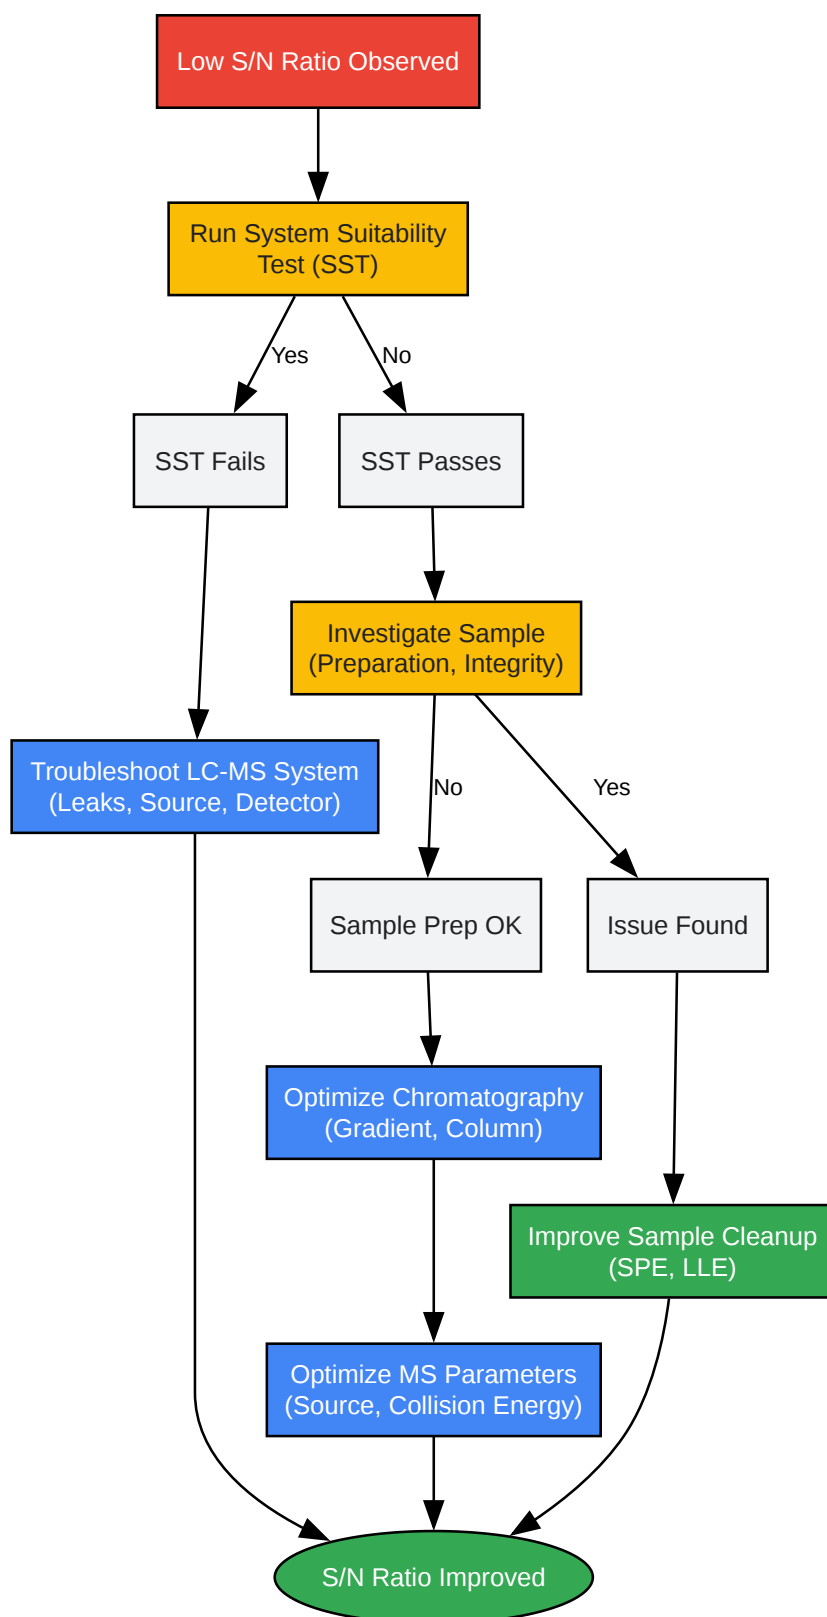 Low S/N Ratio Observed
Run System Suitability
Test (SST)
Yes
No
SST Fails
SST Passes
Investigate Sample
(Preparation, Integrity)
Troubleshoot LC-MS System
(Leaks, Source, Detector)
No
Yes
Sample Prep OK
Issue Found
Optimize Chromatography
(Gradient, Column)
Improve Sample Cleanup
(SPE, LLE)
Optimize MS Parameters
(Source, Collision Energy)
S/N Ratio Improved